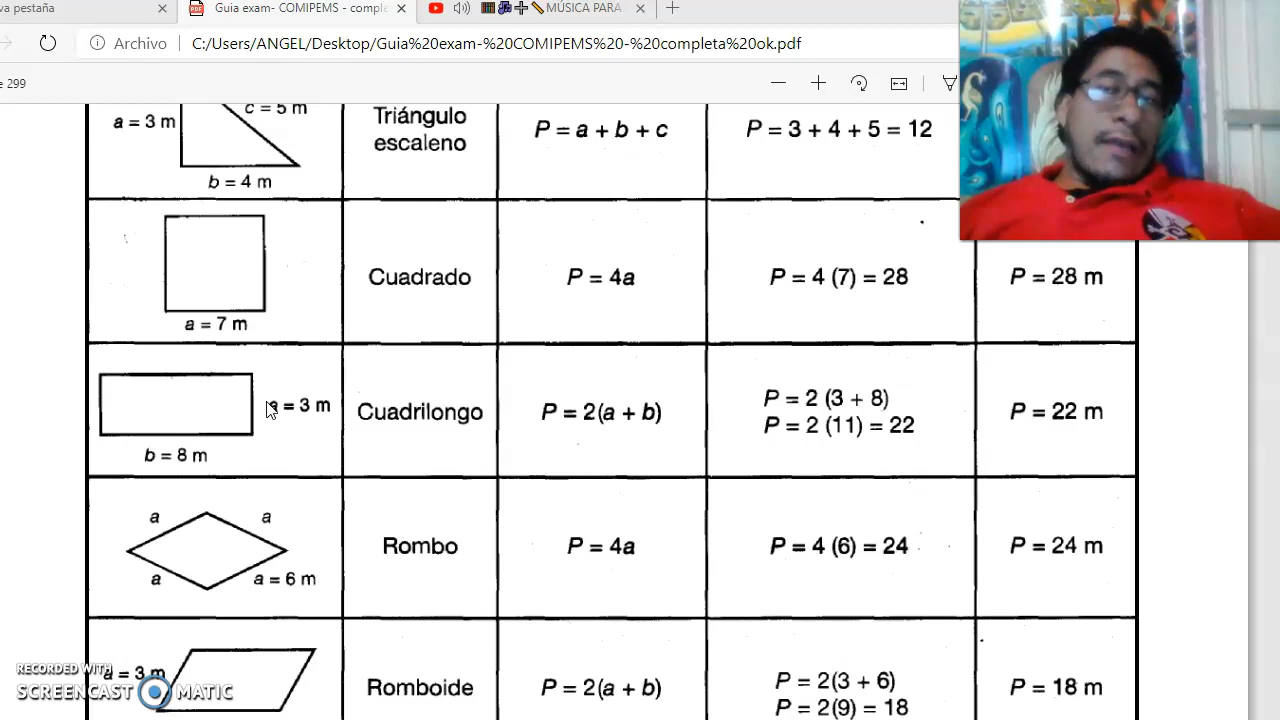 va pestaña
Guia exam- COMIPEMS - comple
MÚSICA PARA
Archivo
C:/Users/ANGEL/Desktop/Guia%20exam-%20COMIPEMS%20-%20completa%20ok.pdf
e 299
a = 3 m
c = 5 m
b = 4 m
Triángulo
escaleno
P = a + b + c
P = 3 + 4 + 5 = 12
a = 7 m
Cuadrado
P = 4a
P = 4 (7) = 28
P = 28 m
a = 3 m
b = 8 m
Cuadrilongo
P = 2(a + b)
P = 2 (3 + 8)
P = 2 (11) = 22
P = 22 m
a
a
a
a = 6 m
Rombo
P = 4a
P = 4 (6) = 24
P = 24 m
a = 3 m
Romboide
P = 2(a + b)
P = 2(3 + 6)
P = 2(9) = 18
P = 18 m
RECORDED WITH
SCREENCAST MATIC